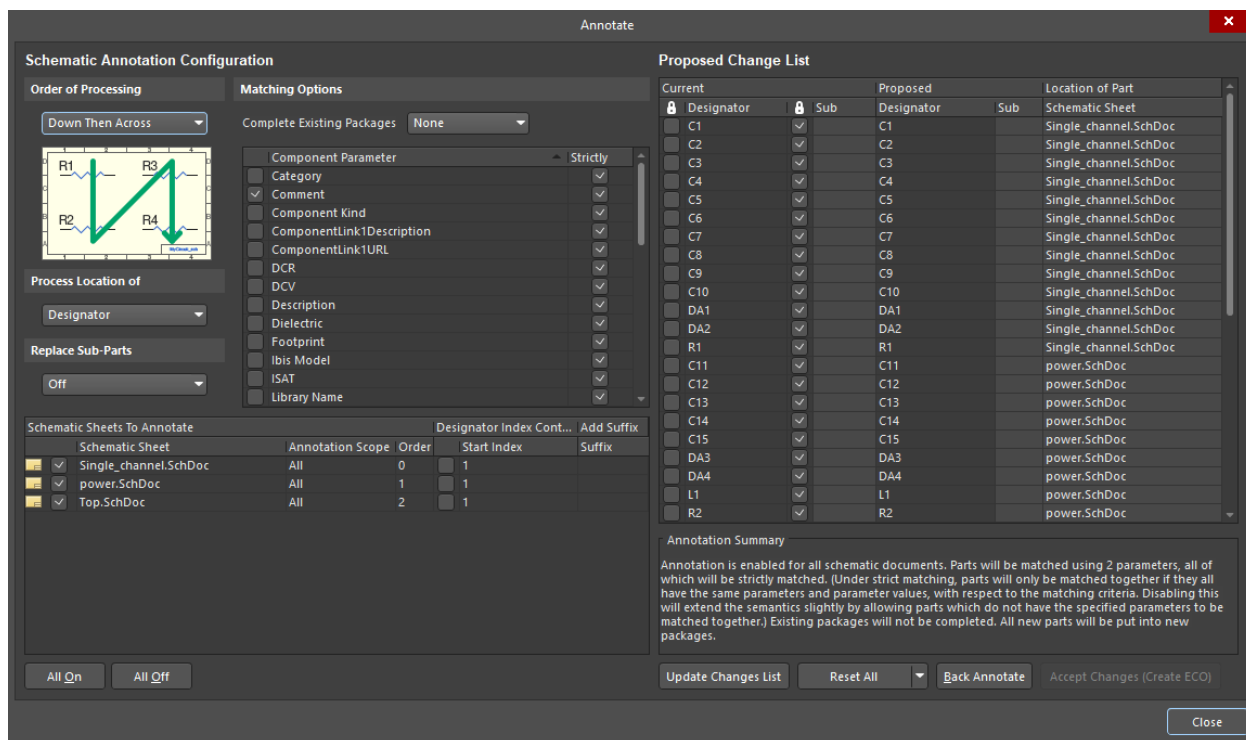 Annotate
Schematic Annotation Configuration
Order of Processing
Down Then Across
1 2 3 4
R1 R3
R2 R4
1 2 3 4
Process Location of
Designator
Replace Sub-Parts
Off
Matching Options
Complete Existing Packages None
Component Parameter Strictly
Category
Comment
Component Kind
ComponentLink1Description
ComponentLink1URL
DCR
DCV
Description
Dielectric
Footprint
Ibis Model
ISAT
Library Name
Schematic Sheets To Annotate Designator Index Cont... Add Suffix
Schematic Sheet Annotation Scope Order Start Index Suffix
Single_channel.SchDoc All 0 1
power.SchDoc All 1 1
Top.SchDoc All 2 1
All On All Off
Proposed Change List
Current Proposed Location of Part
Designator Sub Designator Sub Schematic Sheet
C1 C1 Single_channel.SchDoc
C2 C2 Single_channel.SchDoc
C3 C3 Single_channel.SchDoc
C4 C4 Single_channel.SchDoc
C5 C5 Single_channel.SchDoc
C6 C6 Single_channel.SchDoc
C7 C7 Single_channel.SchDoc
C8 C8 Single_channel.SchDoc
C9 C9 Single_channel.SchDoc
C10 C10 Single_channel.SchDoc
DA1 DA1 Single_channel.SchDoc
DA2 DA2 Single_channel.SchDoc
R1 R1 Single_channel.SchDoc
C11 C11 power.SchDoc
C12 C12 power.SchDoc
C13 C13 power.SchDoc
C14 C14 power.SchDoc
C15 C15 power.SchDoc
DA3 DA3 power.SchDoc
DA4 DA4 power.SchDoc
L1 L1 power.SchDoc
R2 R2 power.SchDoc
Annotation Summary
Annotation is enabled for all schematic documents. Parts will be matched using 2 parameters, all of
which will be strictly matched. (Under strict matching, parts will only be matched together if they all
have the same parameters and parameter values, with respect to the matching criteria. Disabling this
will extend the semantics slightly by allowing parts which do not have the specified parameters to be
matched together.) Existing packages will not be completed. All new parts will be put into new
packages.
Update Changes List Reset All Back Annotate Accept Changes (Create ECO)
Close